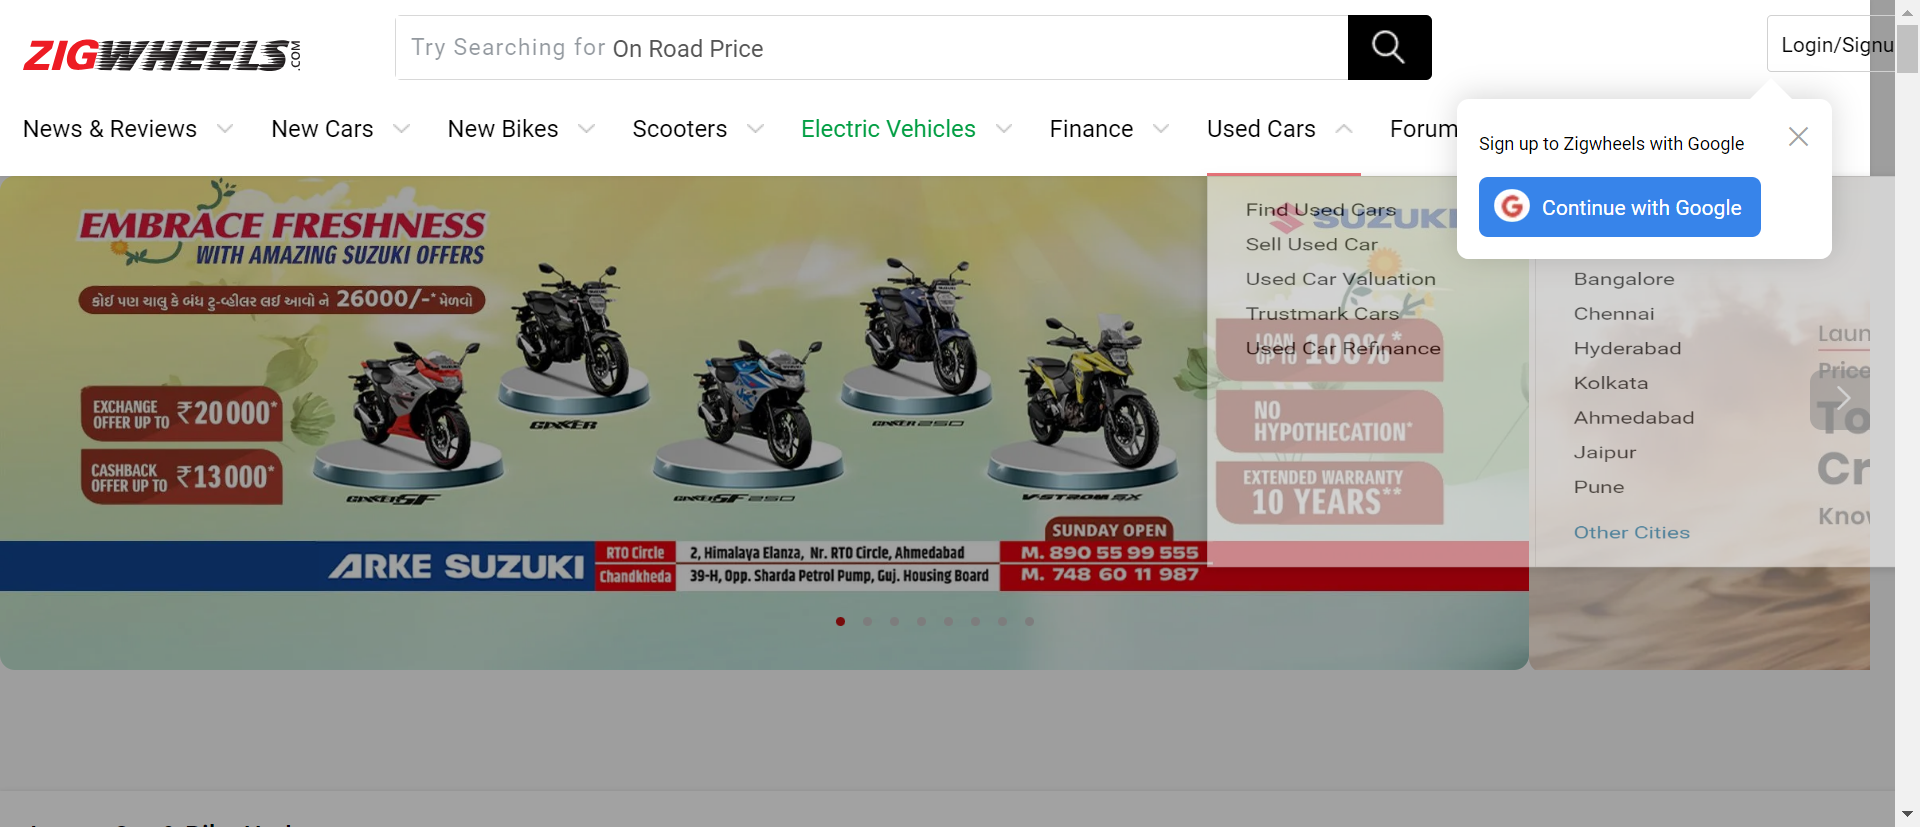 ZIGWHEELS.COM
Try Searching for On Road Price
Login/Signu
News & Reviews
New Cars
New Bikes
Scooters
Electric Vehicles
Finance
Used Cars
Forum
Sign up to Zigwheels with Google
Continue with Google
EMBRACE FRESHNESS
WITH AMAZING SUZUKI OFFERS
કોઈ પણ ચાલુ કે બંધ ટુ-વ્હીલર લઈ આવો ને 26000/-* મેળવો
EXCHANGE
OFFER UP TO ₹20000*
CASHBACK
OFFER UP TO ₹13000*
GIXXER SF
GIXXER
GIXXER SF 250
GIXXER 250
V-STROM SX
SUZUKI
LOAN
UP TO 100%*
NO
HYPOTHECATION*
EXTENDED WARRANTY
10 YEARS**
SUNDAY OPEN
ARKE SUZUKI
RTO Circle
2, Himalaya Elanza, Nr. RTO Circle, Ahmedabad
M. 890 55 99 555
Chandkheda
39-H, Opp. Sharda Petrol Pump, Guj. Housing Board
M. 748 60 11 987
Find Used Cars
Sell Used Car
Used Car Valuation
Trustmark Cars
Used Car Refinance
Bangalore
Chennai
Hyderabad
Kolkata
Ahmedabad
Jaipur
Pune
Other Cities
Laun
Price
To
Cr
Know